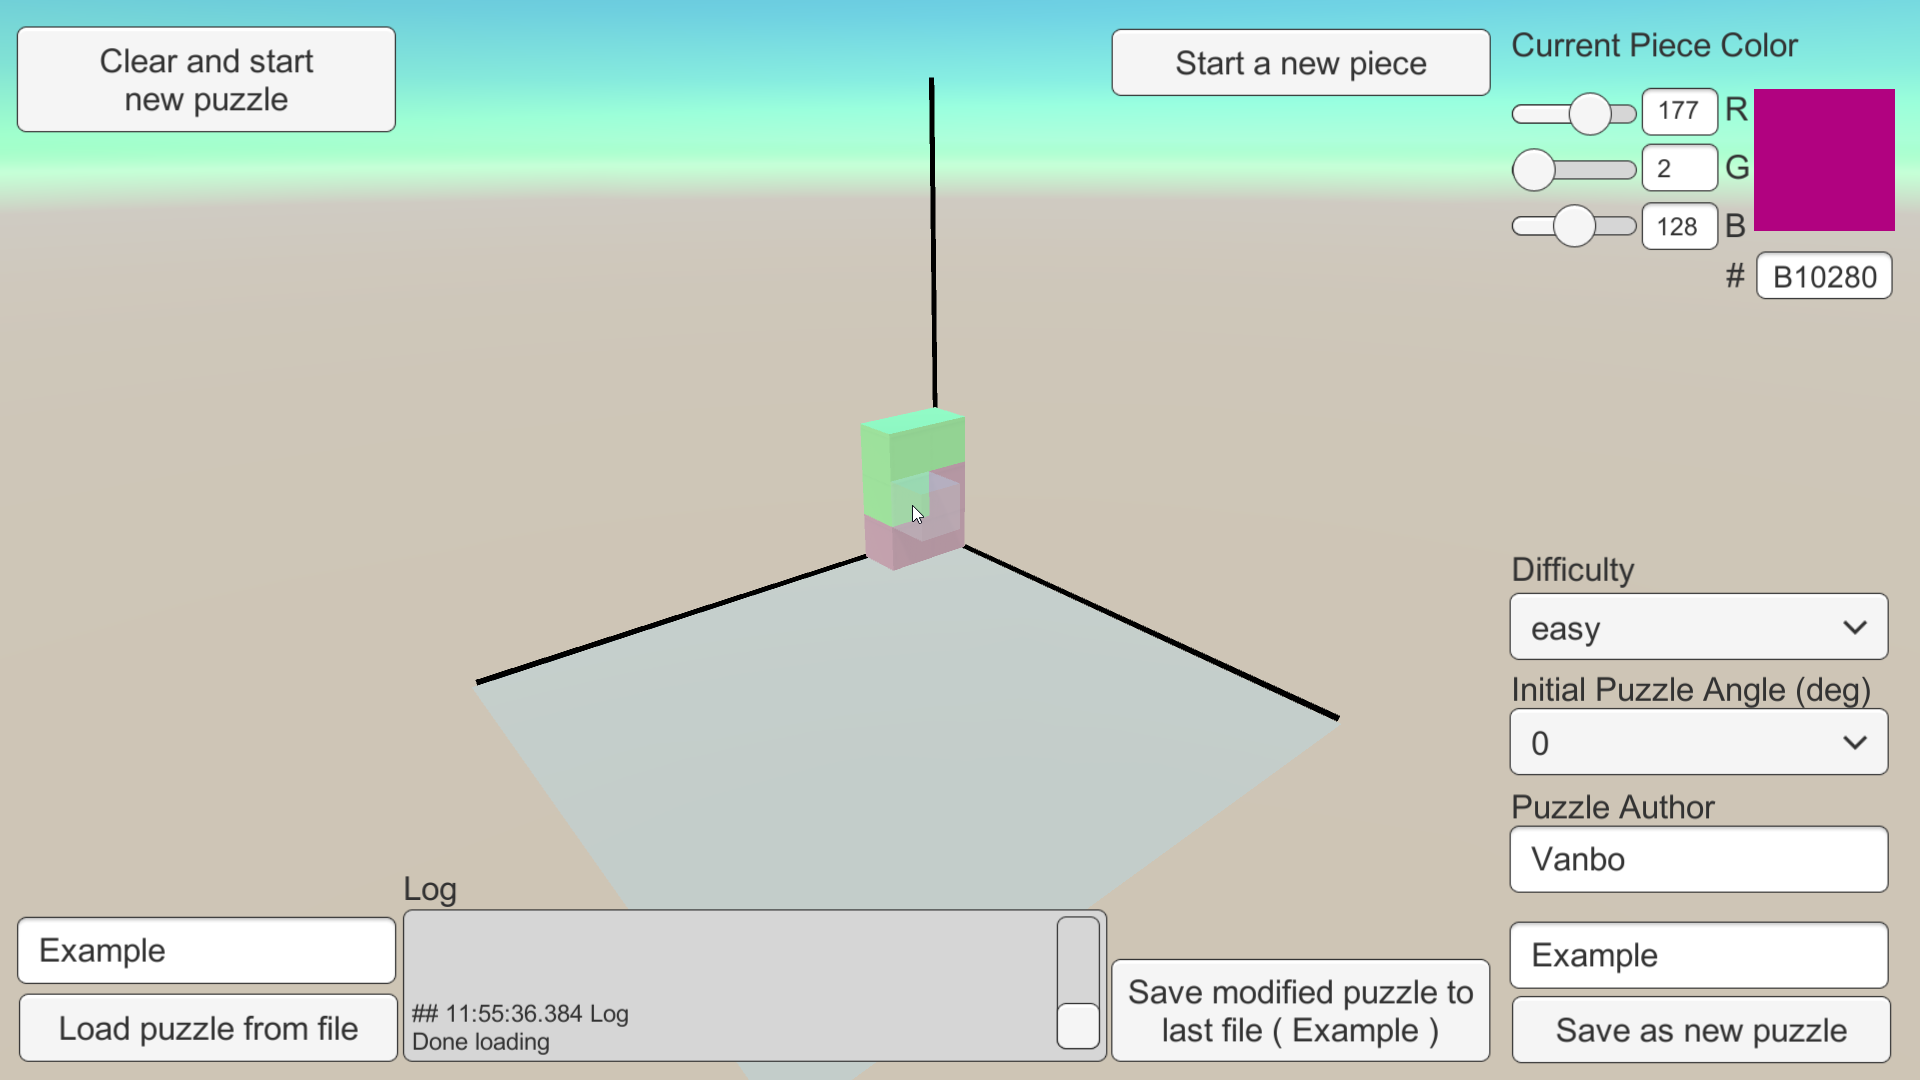 Clear and start
new puzzle
Start a new piece
Current Piece Color
177 R
2 G
128 B
# B10280
Difficulty
easy
Initial Puzzle Angle (deg)
0
Puzzle Author
Vanbo
Log
## 11:55:36.384 Log
Done loading
Example
Load puzzle from file
Save modified puzzle to
last file ( Example )
Example
Save as new puzzle